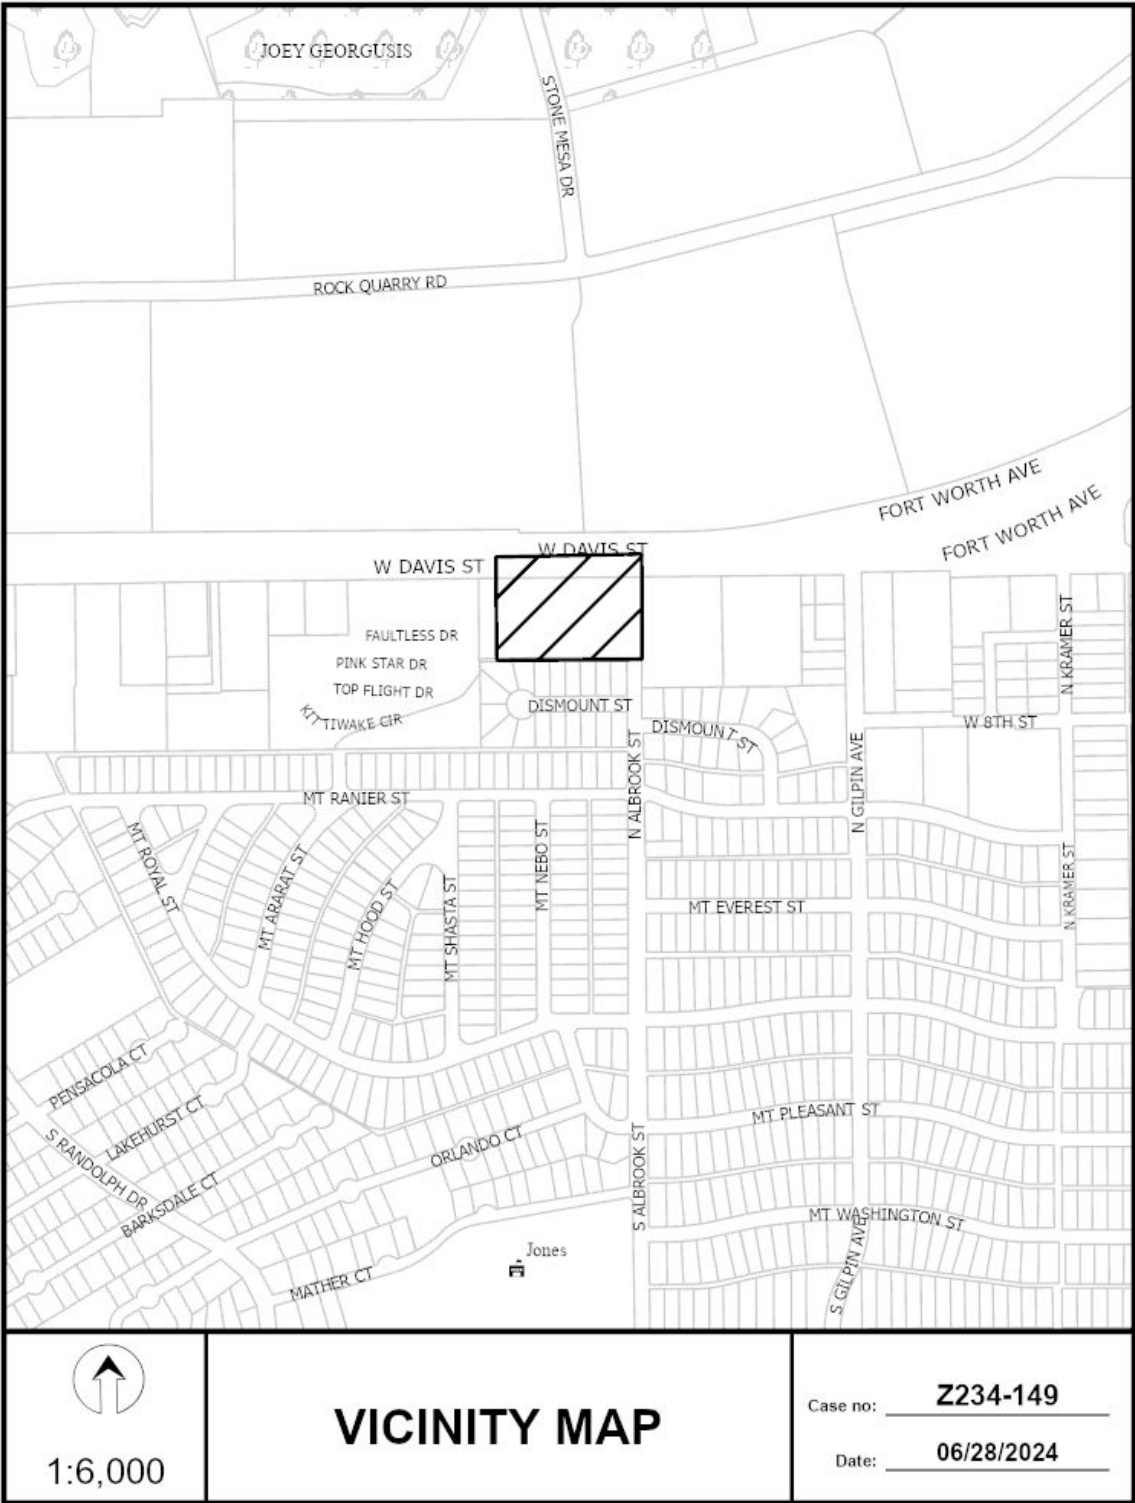 JOEY GEORGUSIS
STONE MESA DR
ROCK QUARRY RD
FORT WORTH AVE
FORT WORTH AVE
W DAVIS ST
W DAVIS ST
FAULTLESS DR
PINK STAR DR
TOP FLIGHT DR
KITTIWAKE CIR
DISMOUNT ST
DISMOUNT ST
N KRAMER ST
W 8TH ST
N ALBROOK ST
N GILPIN AVE
MT RANIER ST
MT ROYAL ST
MT ARARAT ST
MT HOOD ST
MT SHASTA ST
MT NEBO ST
MT EVEREST ST
N KRAMER ST
PENSACOLA CT
LAKEHURST CT
S RANDOLPH DR
BARKSDALE CT
ORLANDO CT
MT PLEASANT ST
S ALBROOK ST
MT WASHINGTON ST
S GILPIN AVE
Jones
MATHER CT
1:6,000
VICINITY MAP
Case no: Z234-149
Date: 06/28/2024